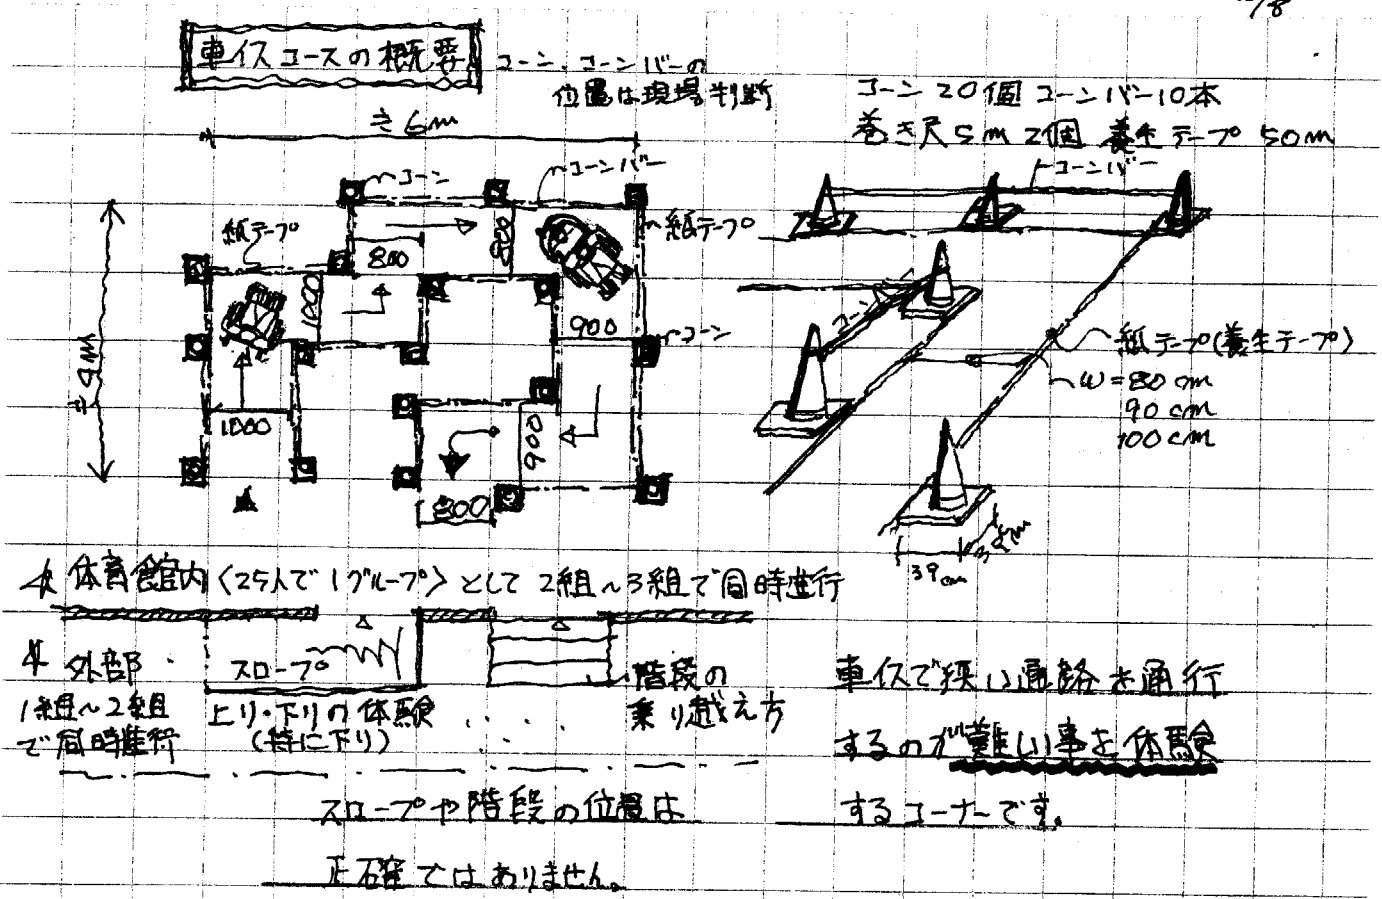 車イスコースの概要
コーン、コーンバーの
位置は現場判断
コーン 20個 コーンバー10本
巻き尺5m 2個 養生テープ 50m
≒6m
コーン
コーンバー
コーンバー
紙テープ
紙テープ
800
900
1000
900
コーン
≒4m
1000
900
800
コーン
紙テープ(養生テープ)
W=80cm
90cm
100cm
39cm
体育館内〈25人で1グループ〉として2組~3組で同時進行
外部
1組~2組
で同時進行
スロープ
上り・下りの体験
(特に下り)
階段の
乗り越え方
車イスで狭い通路を通行
するのが難しい事を体験
するコーナーです。
スロープや階段の位置は
正確ではありません。